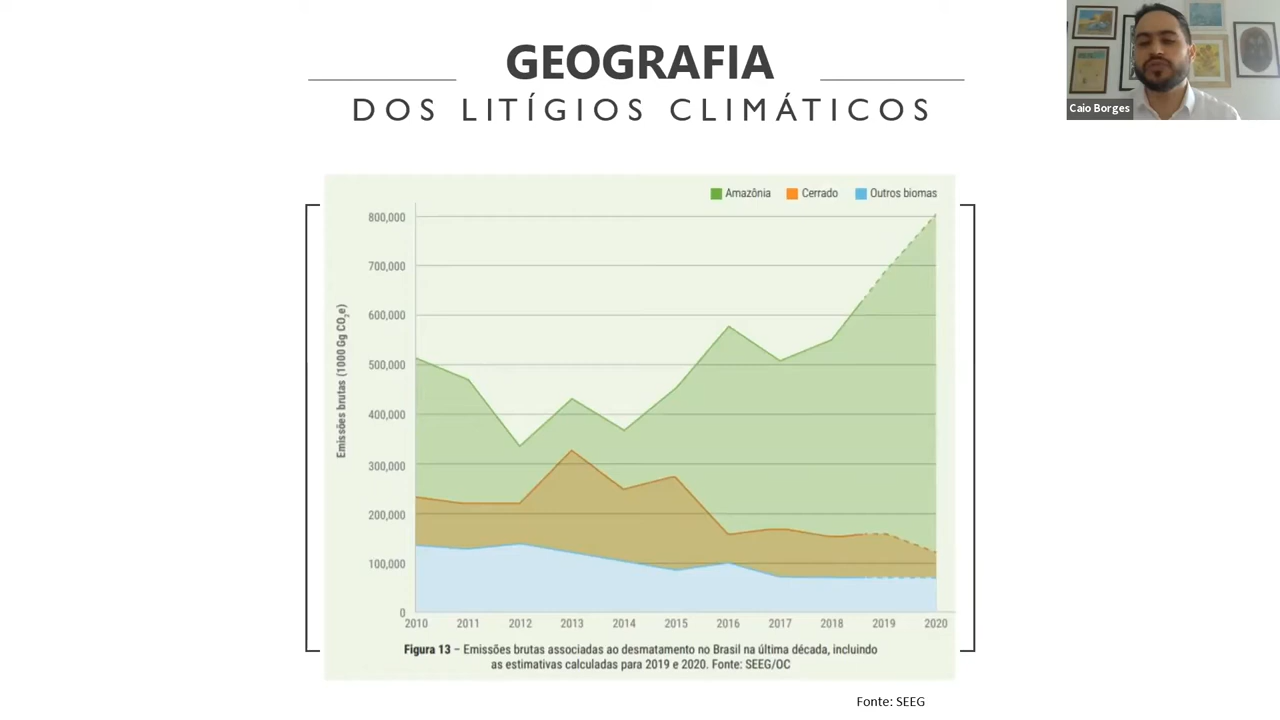 GEOGRAFIA
DOS LITÍGIOS CLIMÁTICOS
Caio Borges
Amazônia Cerrado Outros biomas
Emissões brutas (1000 Gg CO₂e)
800,000
700,000
600,000
500,000
400,000
300,000
200,000
100,000
0
2010 2011 2012 2013 2014 2015 2016 2017 2018 2019 2020
Figura 13 – Emissões brutas associadas ao desmatamento no Brasil na última década, incluindo
as estimativas calculadas para 2019 e 2020. Fonte: SEEG/OC
Fonte: SEEG